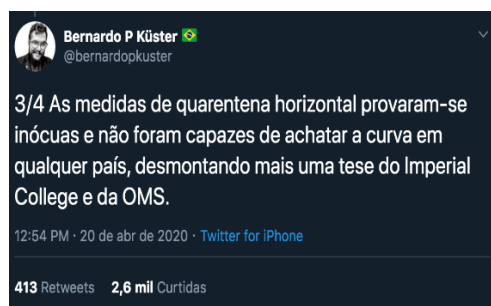 Bernardo P Küster 🇧🇷
@bernardopkuster
3/4 As medidas de quarentena horizontal provaram-se
inócuas e não foram capazes de achatar a curva em
qualquer país, desmontando mais uma tese do Imperial
College e da OMS.
12:54 PM · 20 de abr de 2020 · Twitter for iPhone
413 Retweets 2,6 mil Curtidas